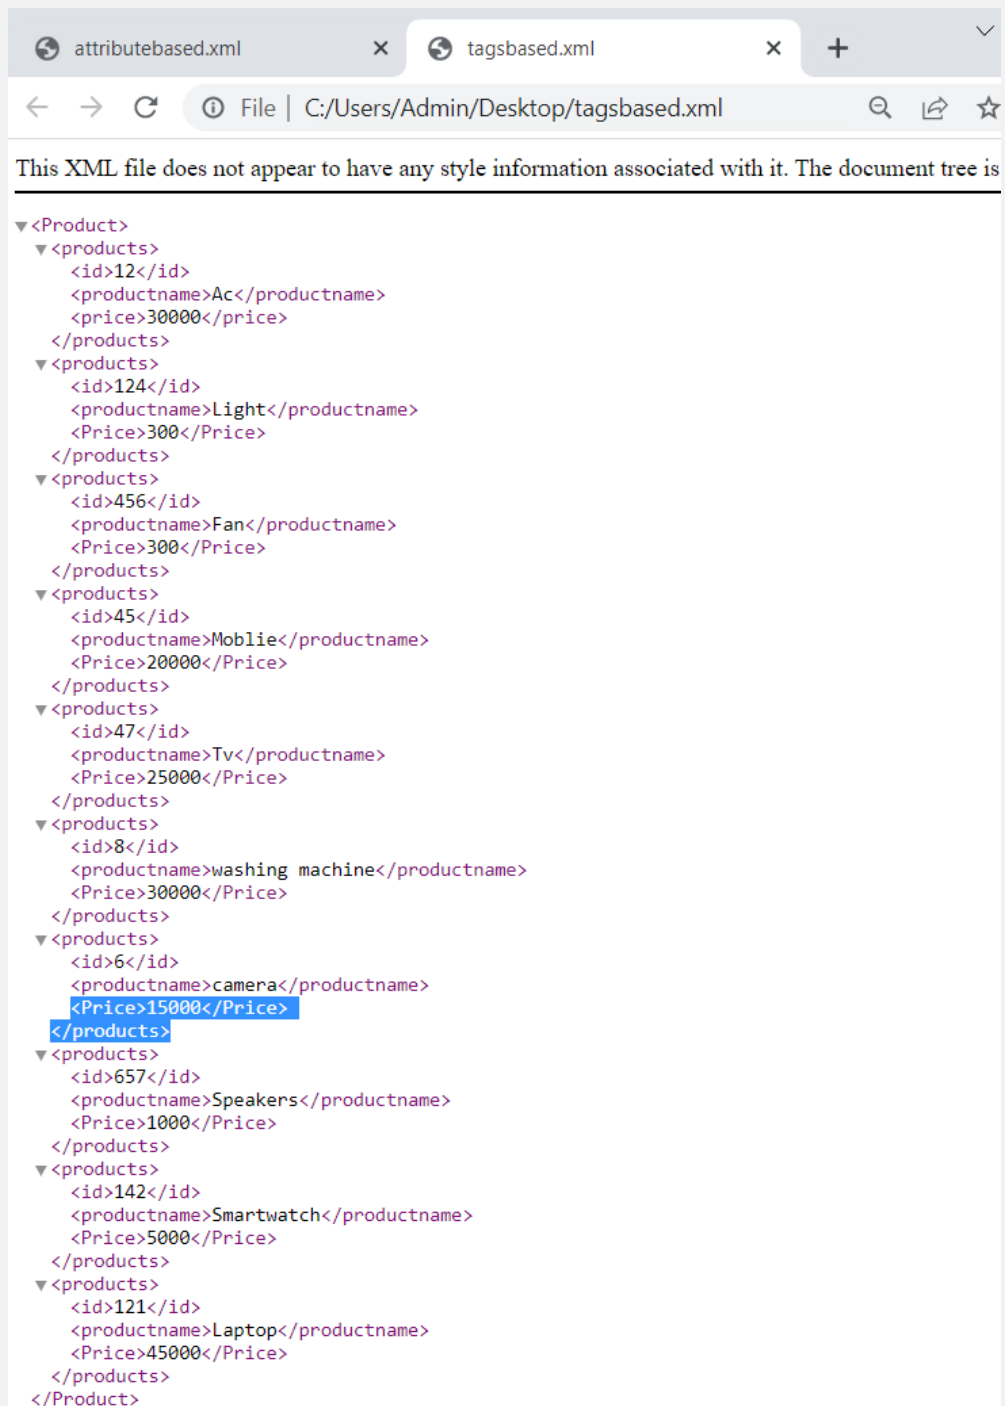 attributebased.xml
tagsbased.xml
File | C:/Users/Admin/Desktop/tagsbased.xml
This XML file does not appear to have any style information associated with it. The document tree is
<Product>
<products>
<id>12</id>
<productname>Ac</productname>
<price>30000</price>
</products>
<products>
<id>124</id>
<productname>Light</productname>
<Price>300</Price>
</products>
<products>
<id>456</id>
<productname>Fan</productname>
<Price>300</Price>
</products>
<products>
<id>45</id>
<productname>Moblie</productname>
<Price>20000</Price>
</products>
<products>
<id>47</id>
<productname>Tv</productname>
<Price>25000</Price>
</products>
<products>
<id>8</id>
<productname>washing machine</productname>
<Price>30000</Price>
</products>
<products>
<id>6</id>
<productname>camera</productname>
<Price>15000</Price>
</products>
<products>
<id>657</id>
<productname>Speakers</productname>
<Price>1000</Price>
</products>
<products>
<id>142</id>
<productname>Smartwatch</productname>
<Price>5000</Price>
</products>
<products>
<id>121</id>
<productname>Laptop</productname>
<Price>45000</Price>
</products>
</Product>